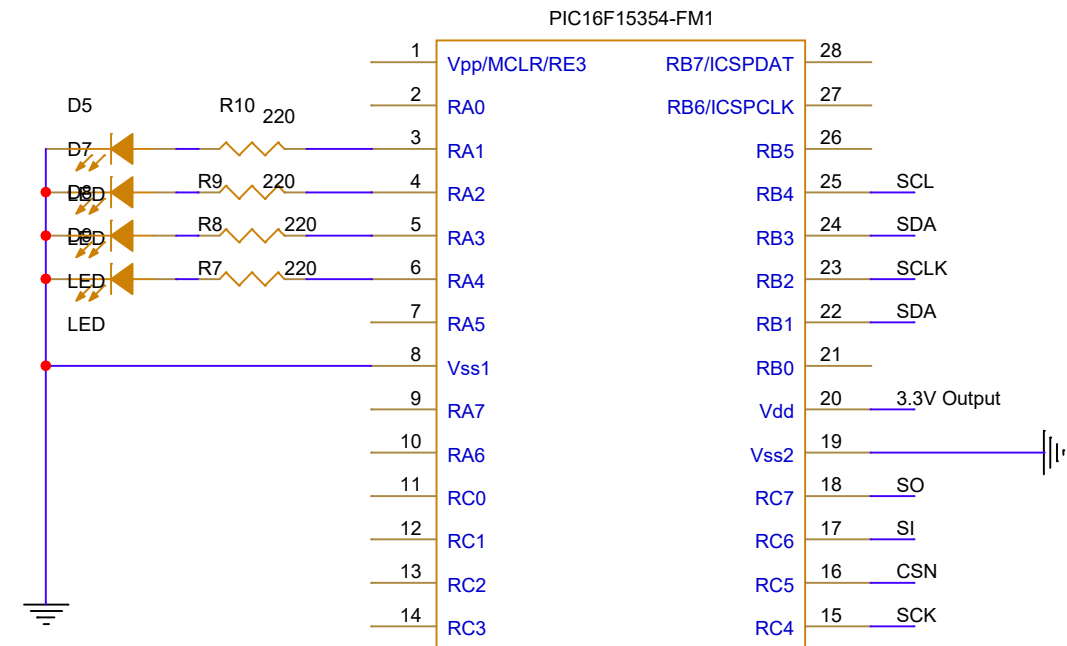 PIC16F15354-FM1
1 Vpp/MCLR/RE3 RB7/ICSPDAT 28
2 RA0 RB6/ICSPCLK 27
D5 R10 220
D7 3 RA1 RB5 26
D8 LED R9 220 4 RA2 RB4 25 SCL
D9 LED R8 220 5 RA3 RB3 24 SDA
LED R7 220 6 RA4 RB2 23 SCLK
LED 7 RA5 RB1 22 SDA
8 Vss1 RB0 21
9 RA7 Vdd 20 3.3V Output
10 RA6 Vss2 19
11 RC0 RC7 18 SO
12 RC1 RC6 17 SI
13 RC2 RC5 16 CSN
14 RC3 RC4 15 SCK